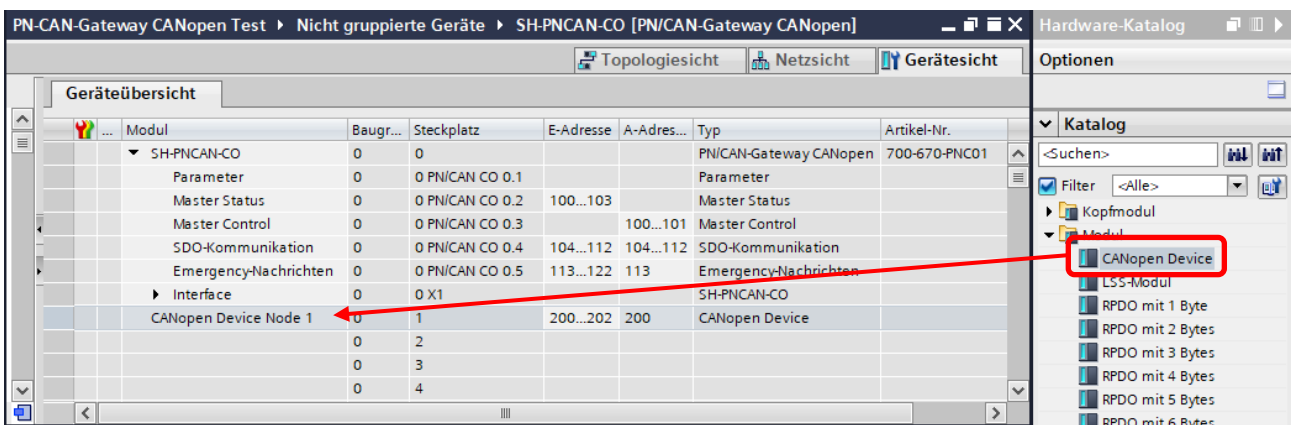 PN-CAN-Gateway CANopen Test ▸ Nicht gruppierte Geräte ▸ SH-PNCAN-CO [PN/CAN-Gateway CANopen]
Hardware-Katalog
Topologiesicht Netzsicht Gerätesicht
Optionen
Geräteübersicht
... Modul Baugr... Steckplatz E-Adresse A-Adres... Typ Artikel-Nr.
SH-PNCAN-CO 0 0 PN/CAN-Gateway CANopen 700-670-PNC01
Parameter 0 0 PN/CAN CO 0.1 Parameter
Master Status 0 0 PN/CAN CO 0.2 100...103 Master Status
Master Control 0 0 PN/CAN CO 0.3 100...101 Master Control
SDO-Kommunikation 0 0 PN/CAN CO 0.4 104...112 104...112 SDO-Kommunikation
Emergency-Nachrichten 0 0 PN/CAN CO 0.5 113...122 113 Emergency-Nachrichten
Interface 0 0 X1 SH-PNCAN-CO
CANopen Device Node 1 0 1 200...202 200 CANopen Device
0 2
0 3
0 4
Katalog
<Suchen>
Filter <Alle>
Kopfmodul
Modul
CANopen Device
LSS-Modul
RPDO mit 1 Byte
RPDO mit 2 Bytes
RPDO mit 3 Bytes
RPDO mit 4 Bytes
RPDO mit 5 Bytes
RPDO mit 6 Bytes